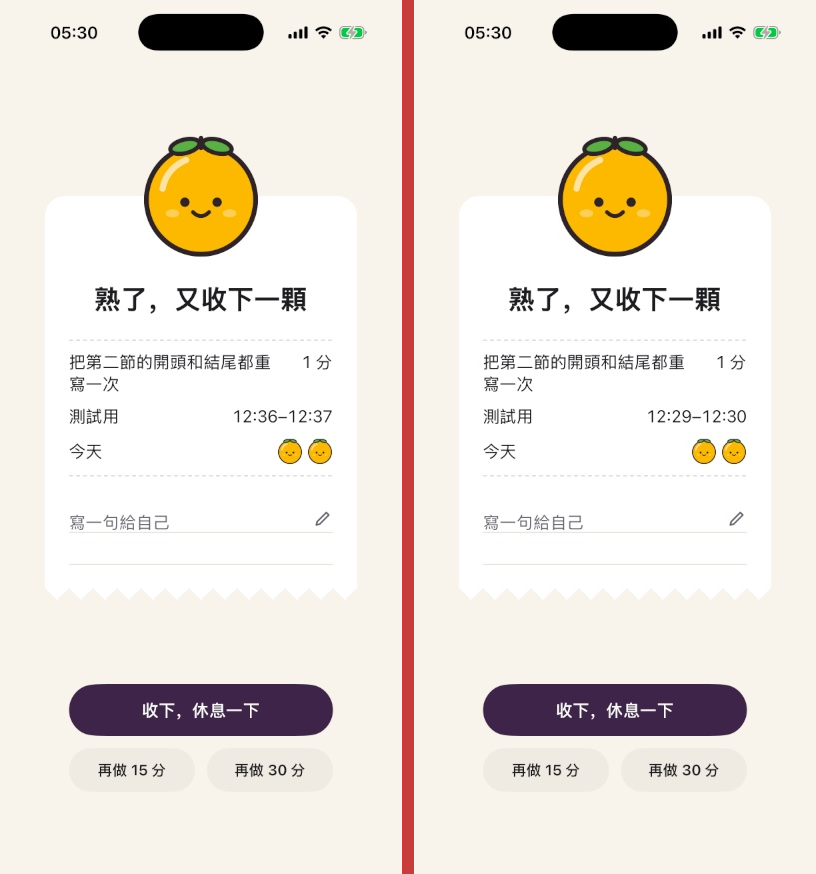 05:30
熟了，又收下一顆
把第二節的開頭和結尾都重 1 分
寫一次
測試用 12:36–12:37
今天
寫一句給自己
收下，休息一下
再做 15 分 再做 30 分
05:30
熟了，又收下一顆
把第二節的開頭和結尾都重 1 分
寫一次
測試用 12:29–12:30
今天
寫一句給自己
收下，休息一下
再做 15 分 再做 30 分